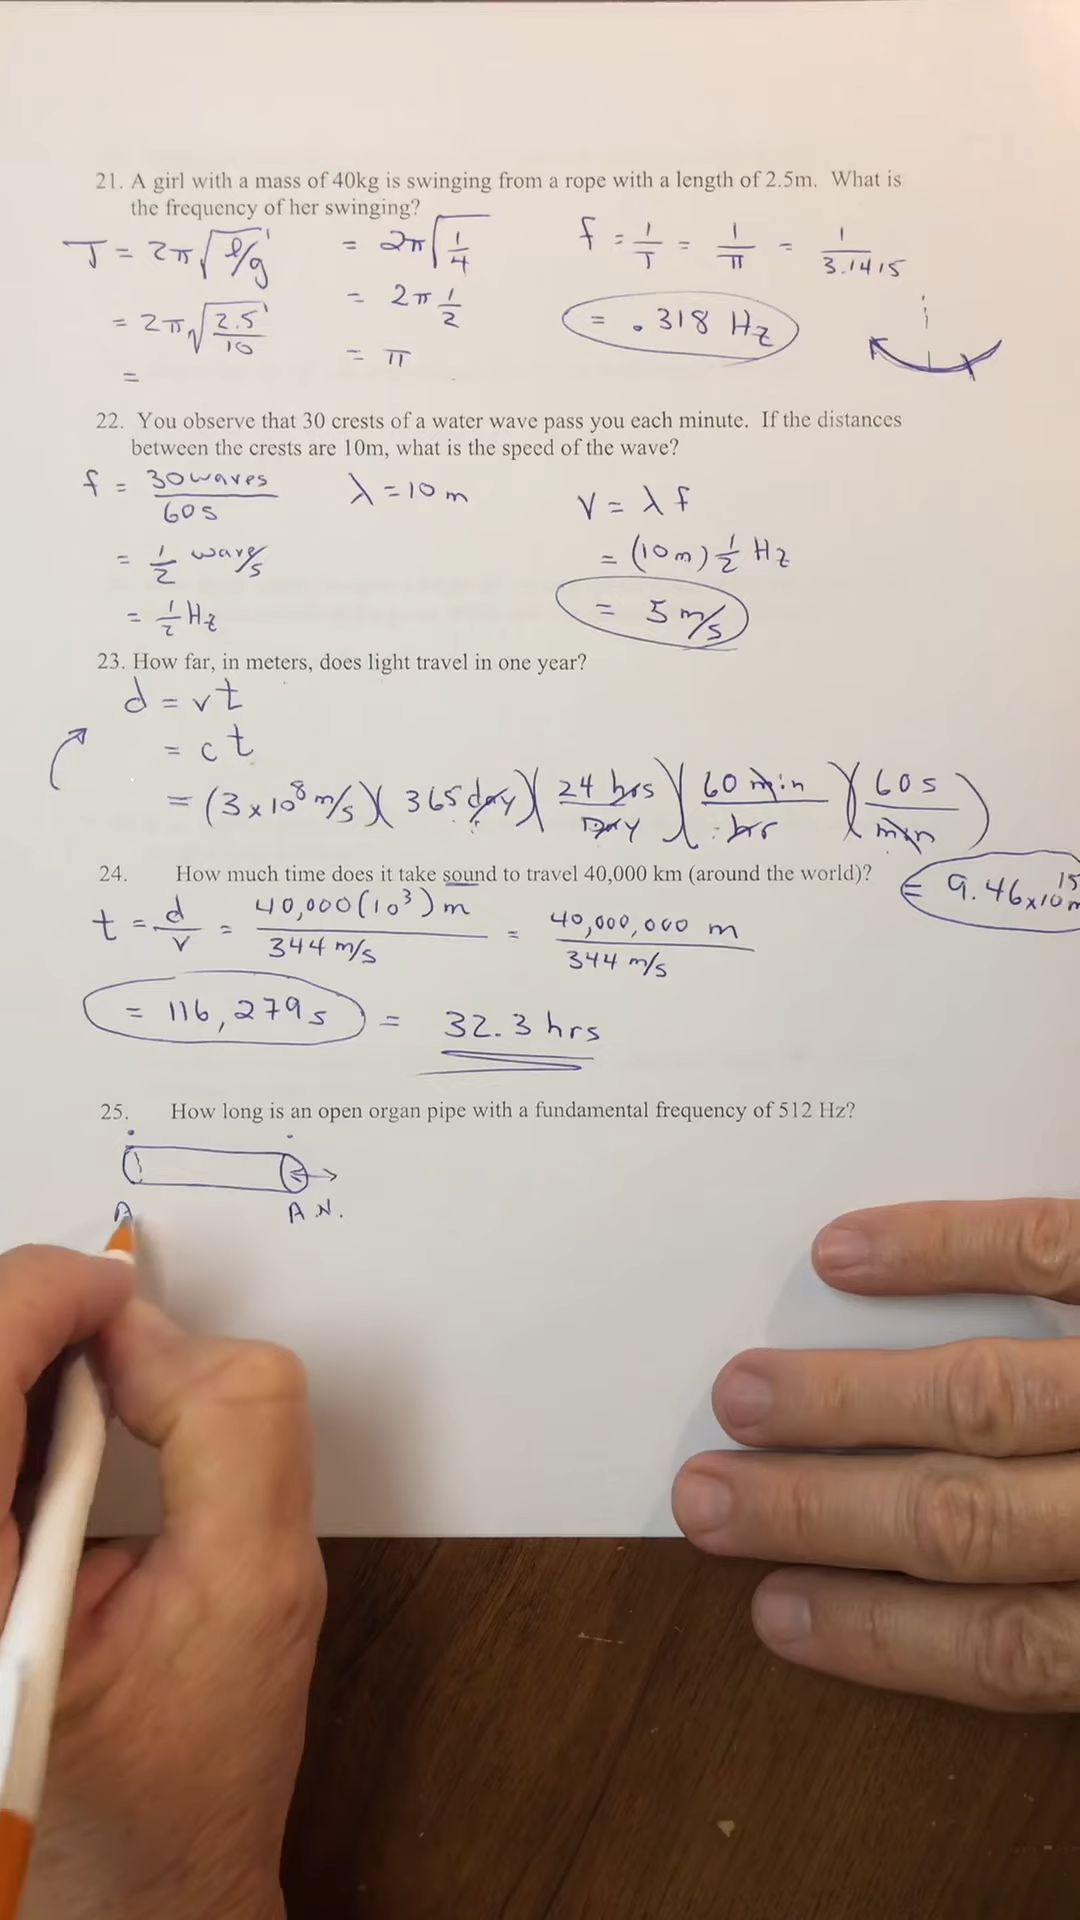 21. A girl with a mass of 40kg is swinging from a rope with a length of 2.5m. What is
the frequency of her swinging?
T = 2π√(l/g) = 2π√(1/4) f = 1/T = 1/π = 1/3.1415
= 2π√(2.5/10) = 2π 1/2 = .318 Hz
= π
=
22. You observe that 30 crests of a water wave pass you each minute. If the distances
between the crests are 10m, what is the speed of the wave?
f = 30 waves/60 s λ = 10 m V = λ f
= 1/2 wave/s = (10m) 1/2 Hz
= 1/2 Hz = 5 m/s
23. How far, in meters, does light travel in one year?
d = vt
= ct
= (3 x 10⁸ m/s)(365 day)(24 hrs/Day)(60 min/hr)(60 s/min)
= 9.46x10¹⁵ m
24. How much time does it take sound to travel 40,000 km (around the world)?
t = d/v = 40,000(10³) m/344 m/s = 40,000,000 m/344 m/s
= 116,279 s = 32.3 hrs
25. How long is an open organ pipe with a fundamental frequency of 512 Hz?
A A.N.